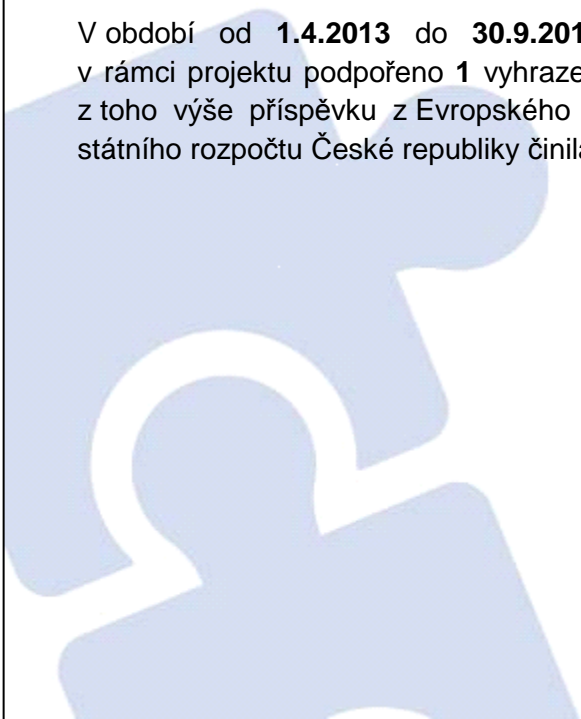 V období od 1.4.2013 do 30.9.201
v rámci projektu podpořeno 1 vyhraze
z toho výše příspěvku z Evropského
státního rozpočtu České republiky činila